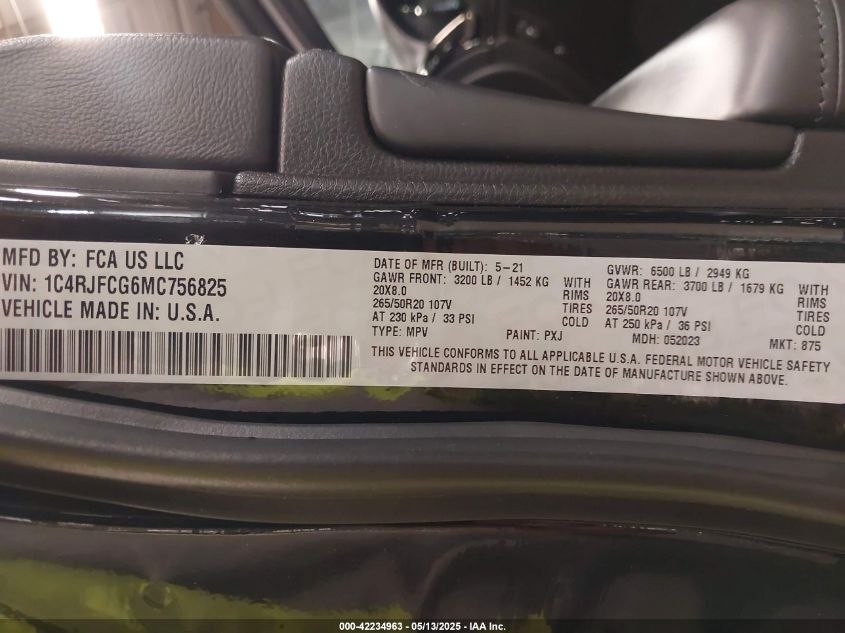 MFD BY: FCA US LLC
VIN: 1C4RJFCG6MC756825
VEHICLE MADE IN: U.S.A.
DATE OF MFR (BUILT): 5-21
GAWR FRONT: 3200 LB / 1452 KG WITH
20X8.0 RIMS
265/50R20 107V TIRES
AT 230 kPa / 33 PSI COLD
TYPE: MPV PAINT: PXJ
GVWR: 6500 LB / 2949 KG
GAWR REAR: 3700 LB / 1679 KG WITH
20X8.0 RIMS
265/50R20 107V TIRES
AT 250 kPa / 36 PSI COLD
MDH: 052023 MKT: 875
THIS VEHICLE CONFORMS TO ALL APPLICABLE U.S.A. FEDERAL MOTOR VEHICLE SAFETY
STANDARDS IN EFFECT ON THE DATE OF MANUFACTURE SHOWN ABOVE.
000-42234963 - 05/13/2025 - IAA Inc.